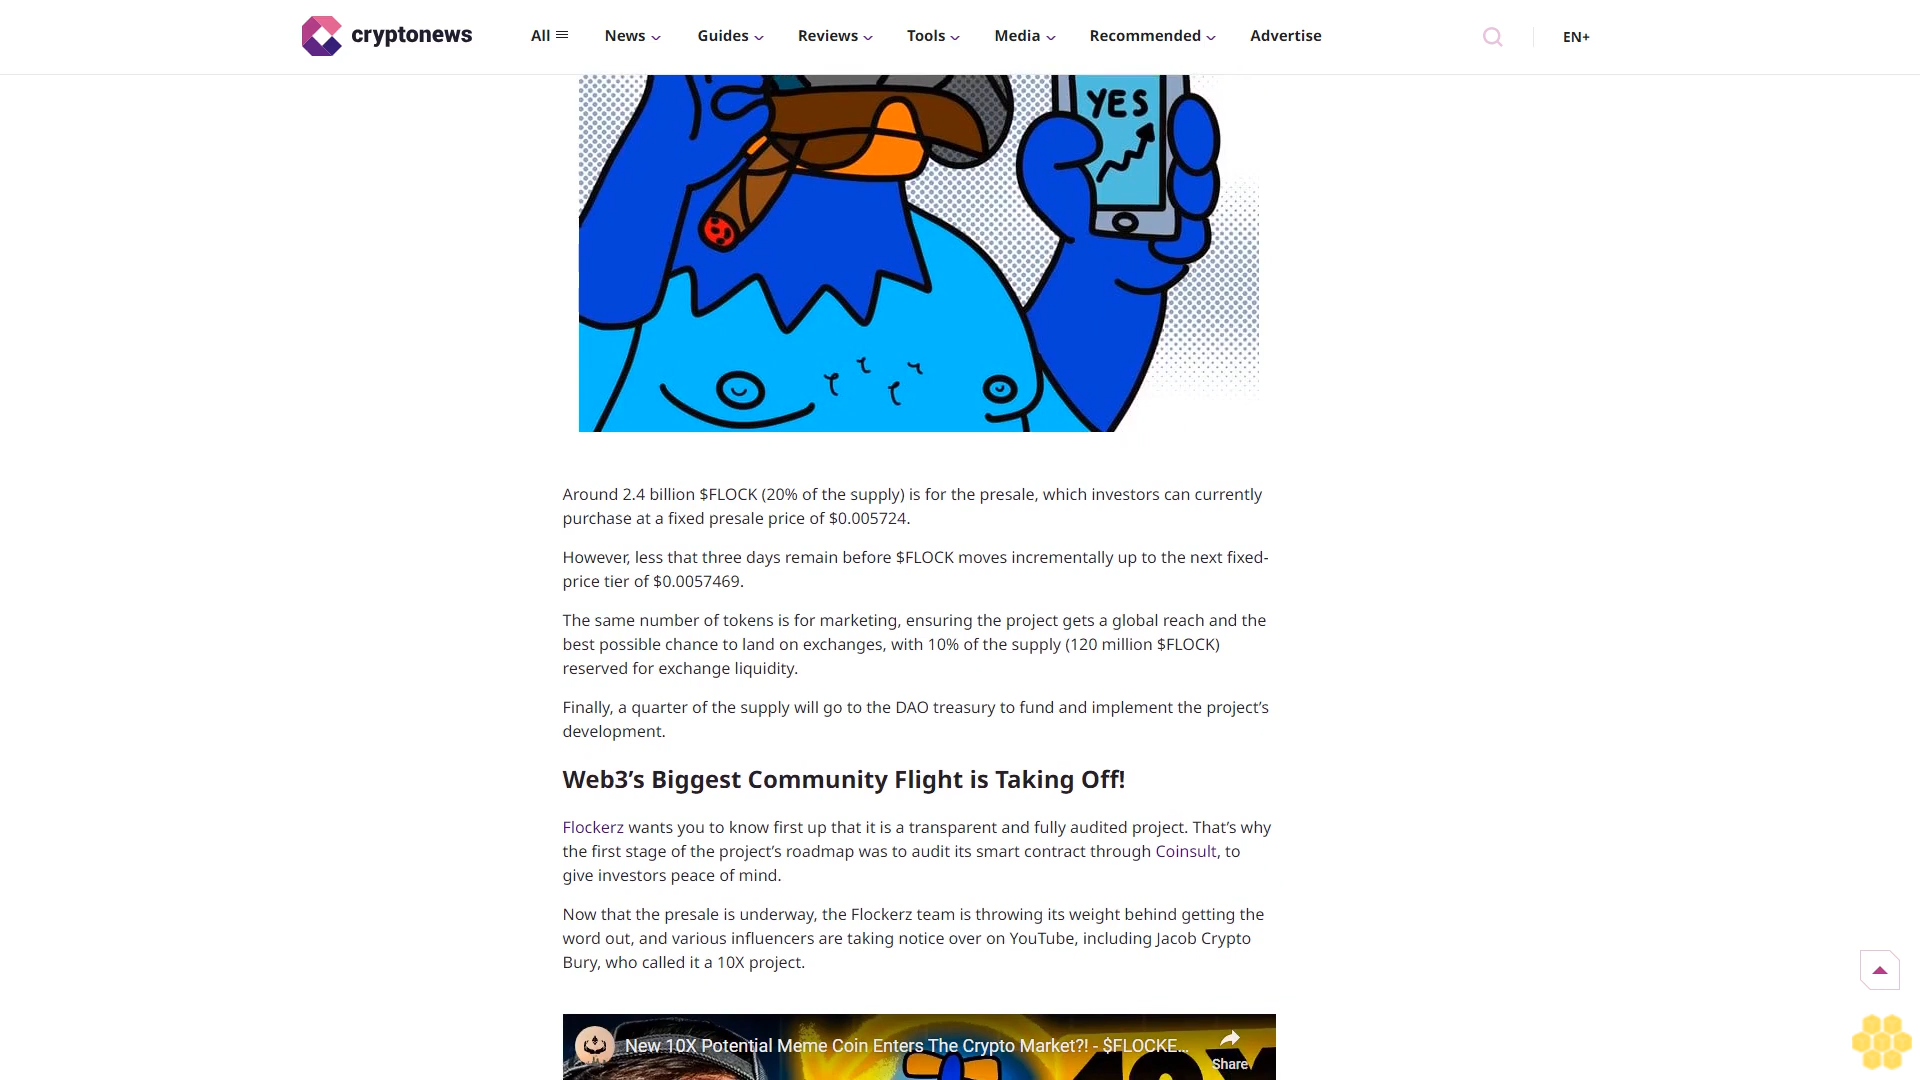 cryptonews
All
News
Guides
Reviews
Tools
Media
Recommended
Advertise
EN+
YES
Around 2.4 billion $FLOCK (20% of the supply) is for the presale, which investors can currently
purchase at a fixed presale price of $0.005724.
However, less that three days remain before $FLOCK moves incrementally up to the next fixed-
price tier of $0.0057469.
The same number of tokens is for marketing, ensuring the project gets a global reach and the
best possible chance to land on exchanges, with 10% of the supply (120 million $FLOCK)
reserved for exchange liquidity.
Finally, a quarter of the supply will go to the DAO treasury to fund and implement the project’s
development.
Web3’s Biggest Community Flight is Taking Off!
Flockerz wants you to know first up that it is a transparent and fully audited project. That’s why
the first stage of the project’s roadmap was to audit its smart contract through Coinsult, to
give investors peace of mind.
Now that the presale is underway, the Flockerz team is throwing its weight behind getting the
word out, and various influencers are taking notice over on YouTube, including Jacob Crypto
Bury, who called it a 10X project.
New 10X Potential Meme Coin Enters The Crypto Market?! - $FLOCKE...
Share